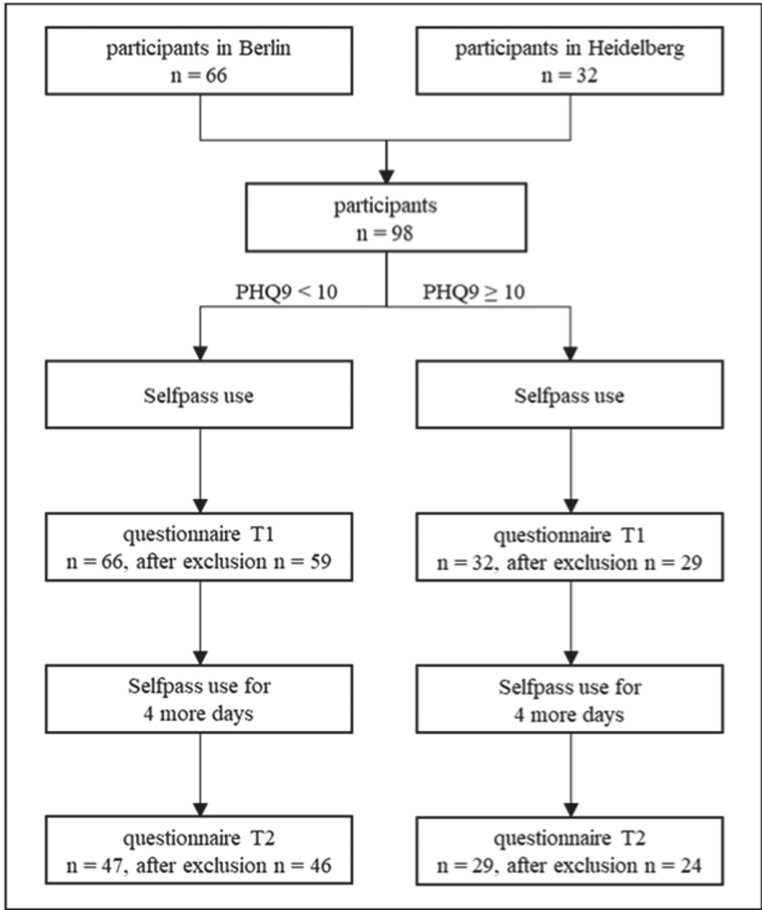 participants in Berlin
n = 66
participants in Heidelberg
n = 32
participants
n = 98
PHQ9 < 10
PHQ9 ≥ 10
Selfpass use
Selfpass use
questionnaire T1
n = 66, after exclusion n = 59
questionnaire T1
n = 32, after exclusion n = 29
Selfpass use for
4 more days
Selfpass use for
4 more days
questionnaire T2
n = 47, after exclusion n = 46
questionnaire T2
n = 29, after exclusion n = 24